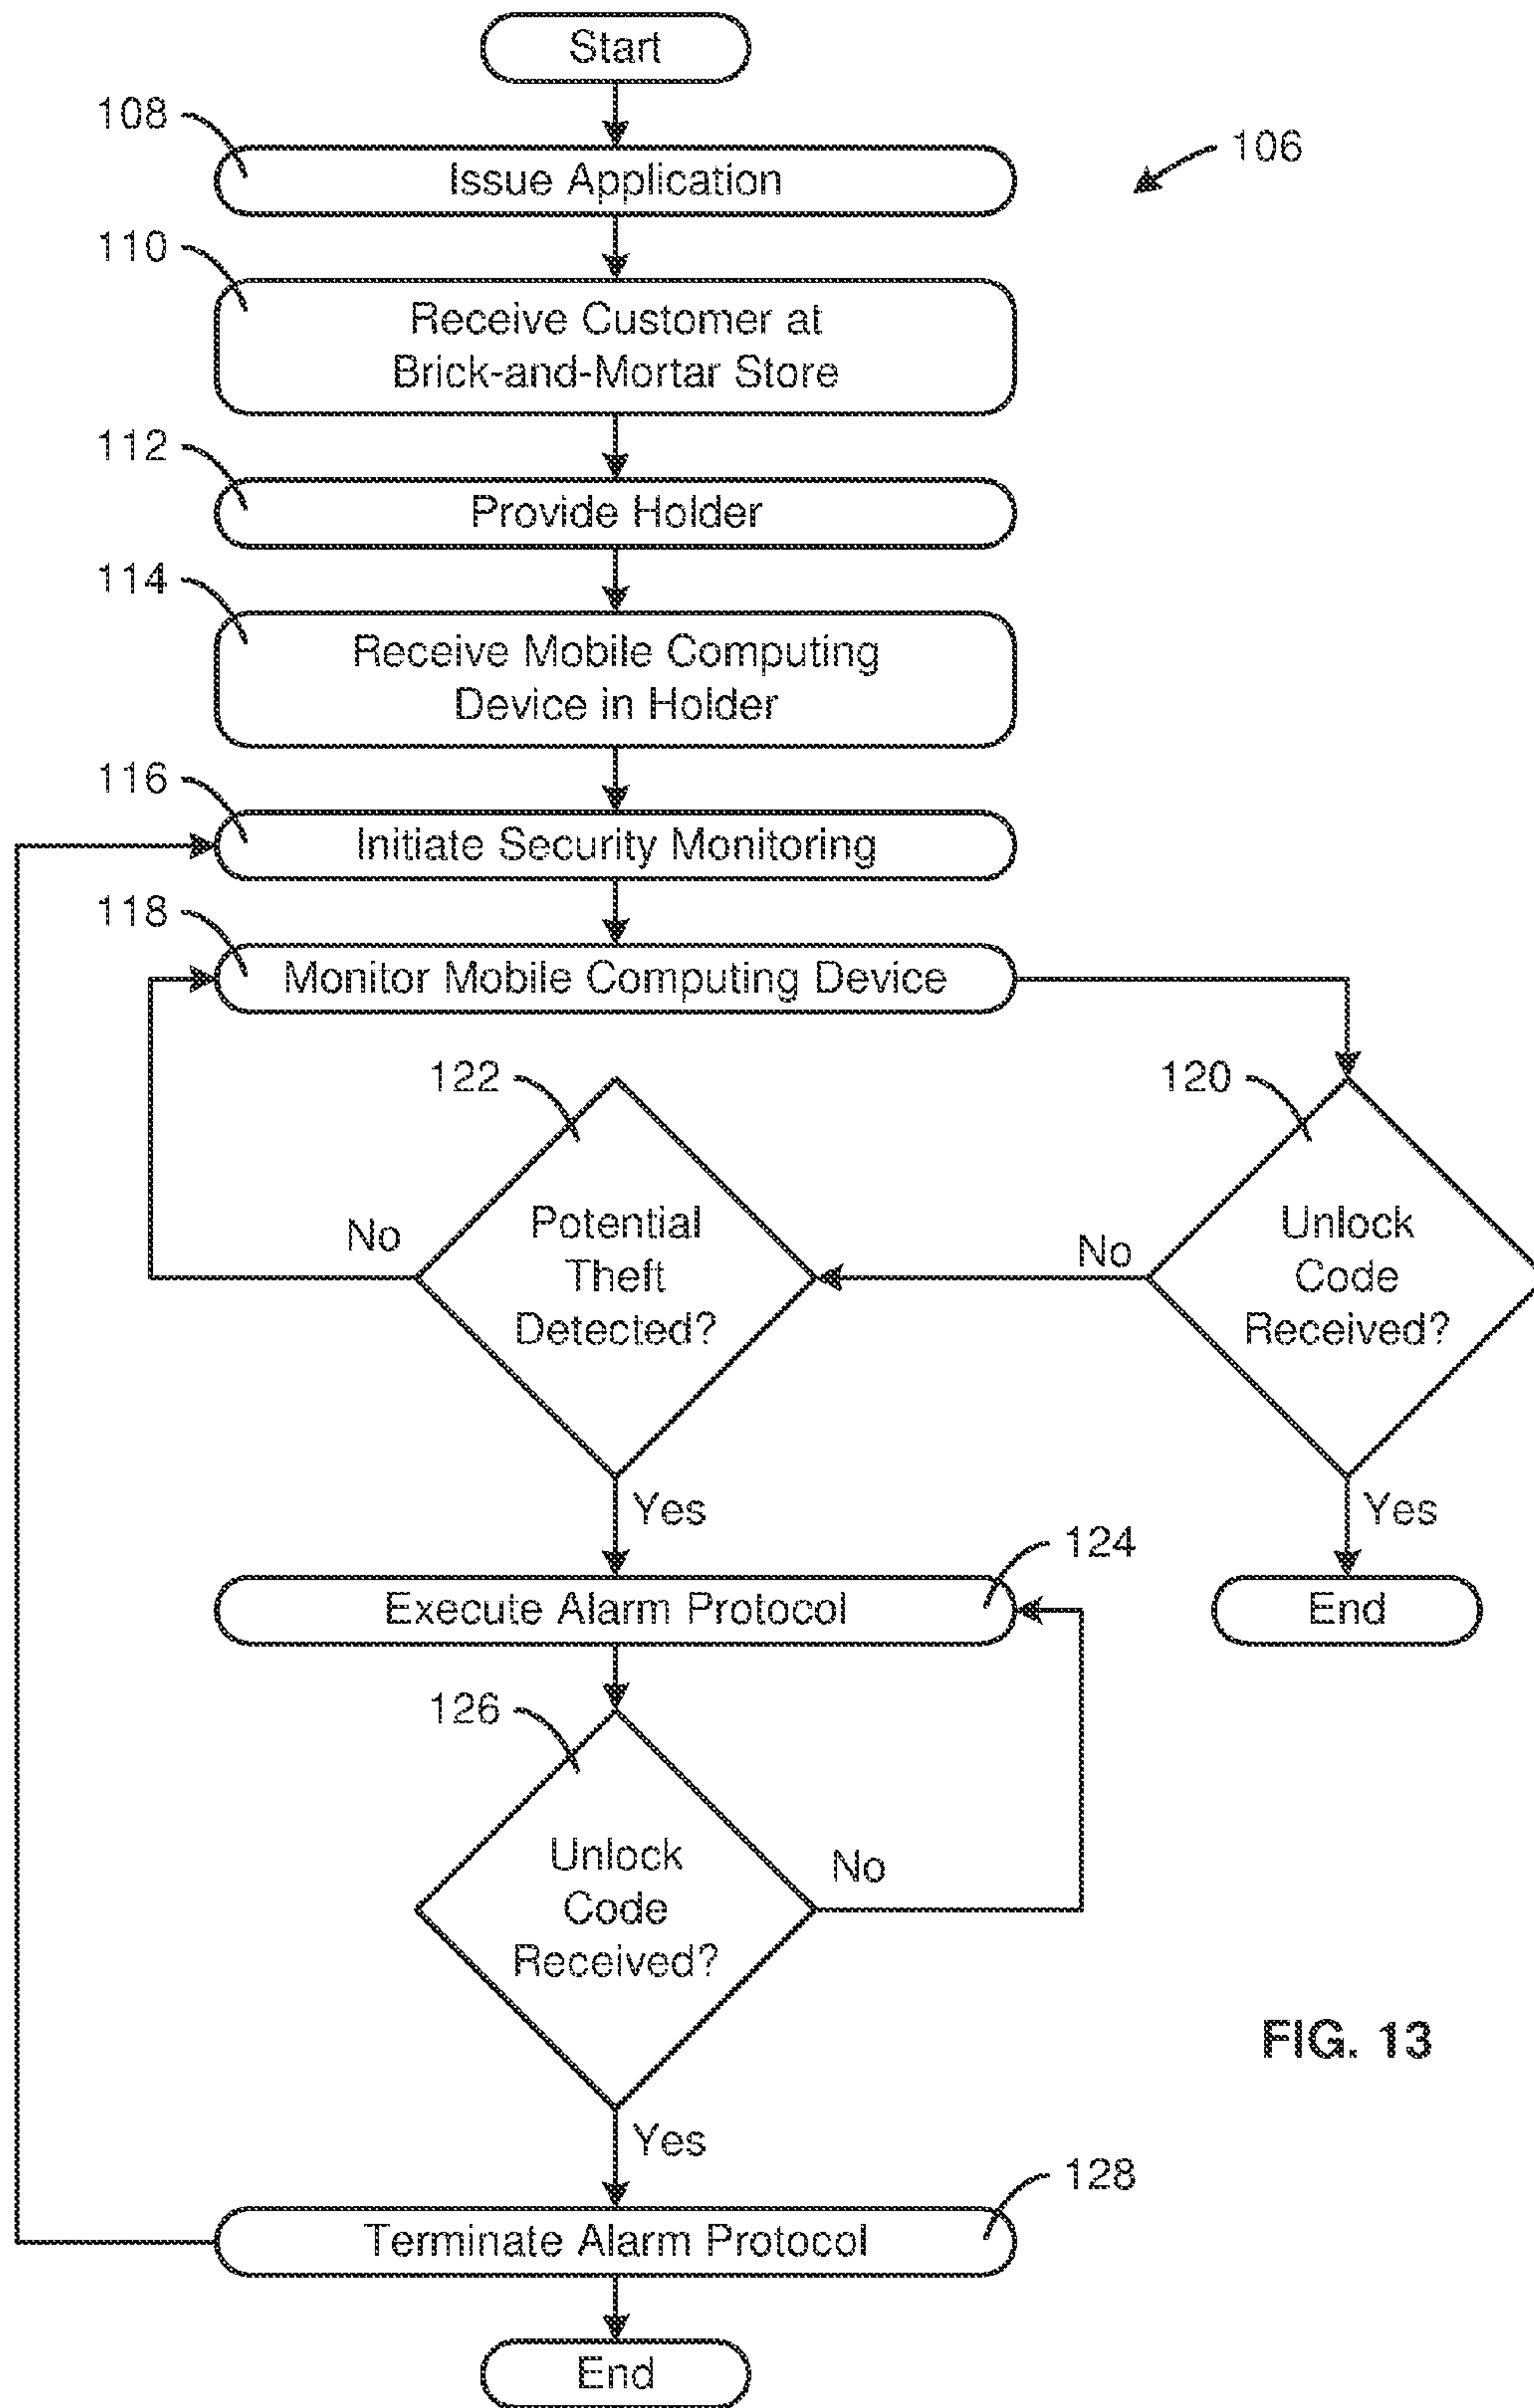 Start
108
Issue Application
106
110
Receive Customer at
Brick-and-Mortar Store
112
Provide Holder
114
Receive Mobile Computing
Device in Holder
116
Initiate Security Monitoring
118
Monitor Mobile Computing Device
122
120
Potential
Theft
Detected?
No
Unlock
Code
Received?
No
Yes
Yes
124
Execute Alarm Protocol
End
126
Unlock
Code
Received?
No
FIG. 13
Yes
128
Terminate Alarm Protocol
End